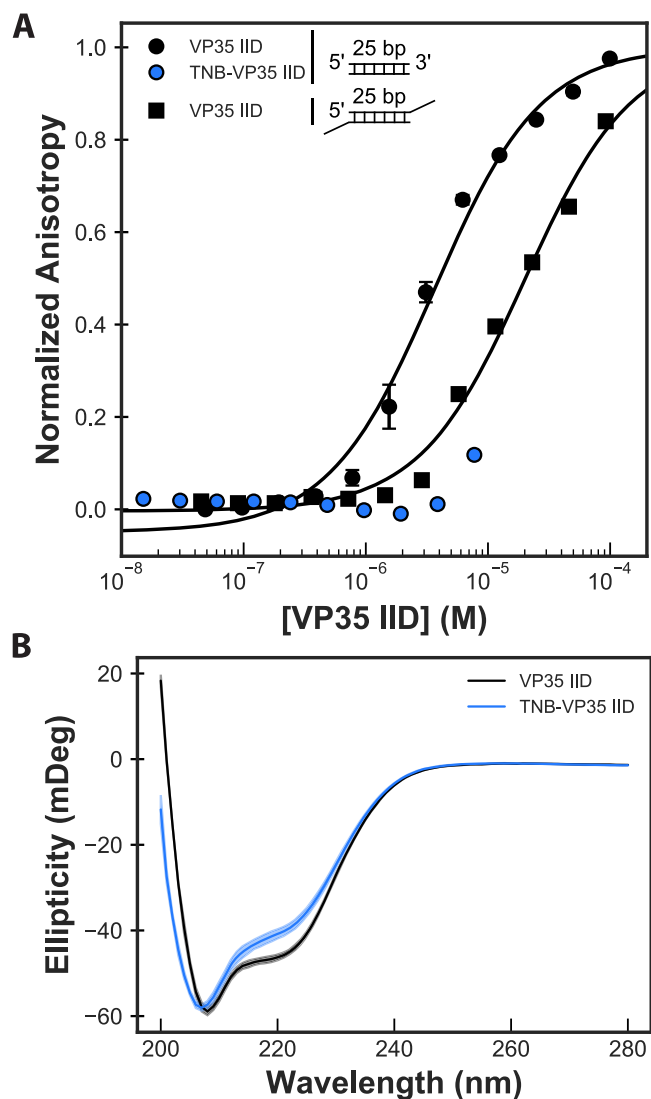 A
VP35 IID
TNB-VP35 IID
25 bp
5' 3'
VP35 IID
25 bp
5'
1.0
0.8
0.6
0.4
0.2
0.0
Normalized Anisotropy
10⁻⁸ 10⁻⁷ 10⁻⁶ 10⁻⁵ 10⁻⁴
[VP35 IID] (M)
B
VP35 IID
TNB-VP35 IID
20
0
−20
−40
−60
Ellipticity (mDeg)
200 220 240 260 280
Wavelength (nm)